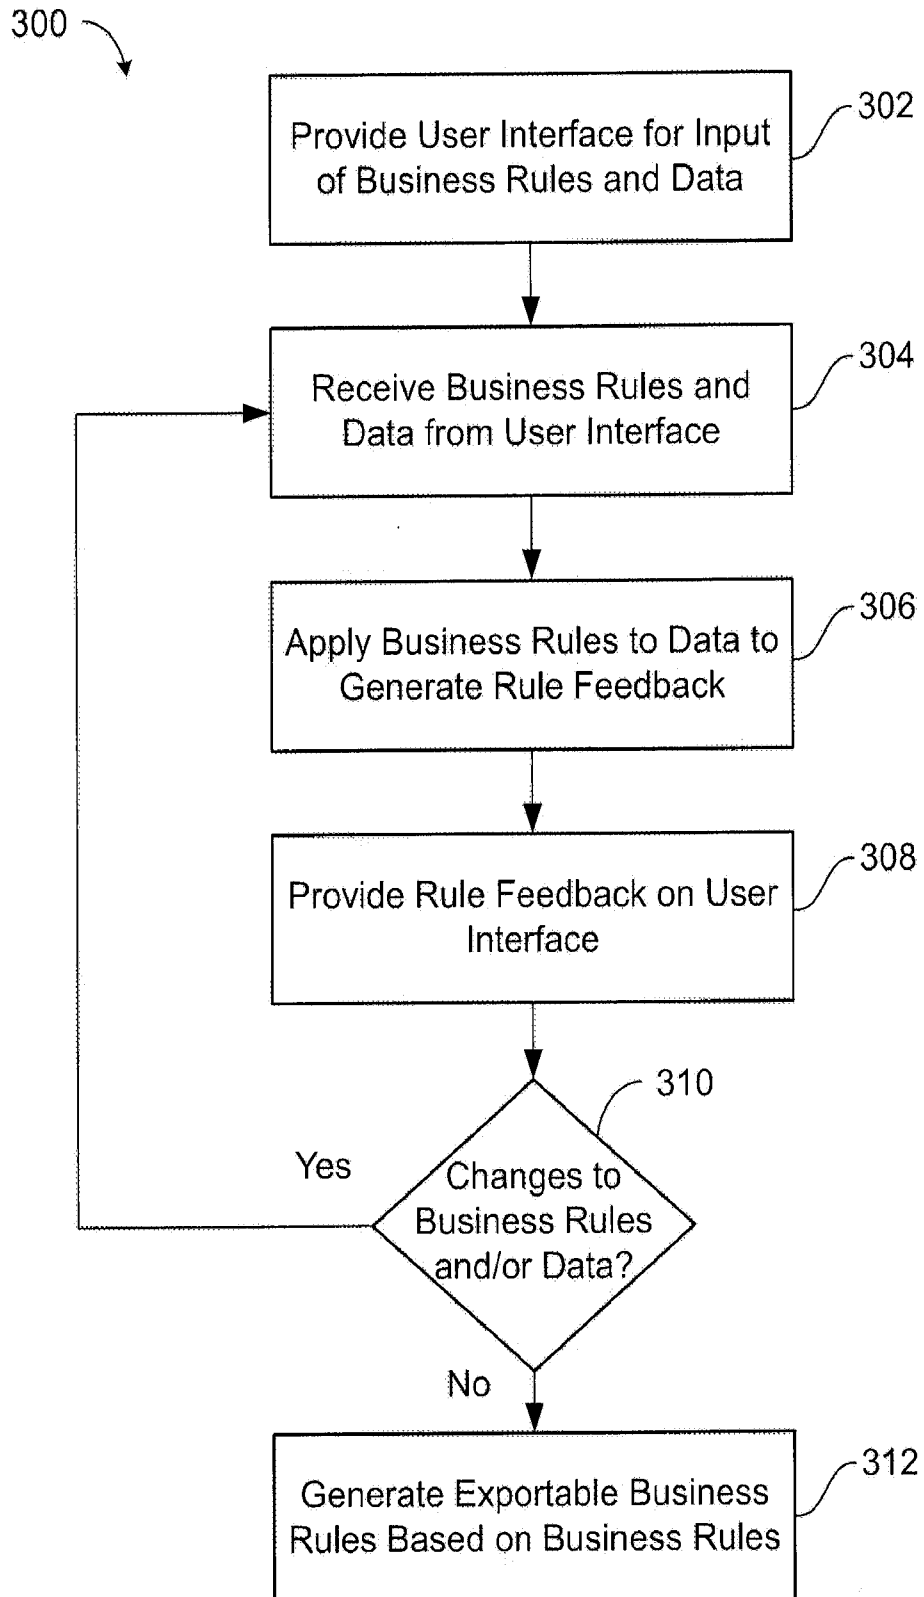 300
302
Provide User Interface for Input
of Business Rules and Data
304
Receive Business Rules and
Data from User Interface
306
Apply Business Rules to Data to
Generate Rule Feedback
308
Provide Rule Feedback on User
Interface
310
Yes
Changes to
Business Rules
and/or Data?
No
312
Generate Exportable Business
Rules Based on Business Rules